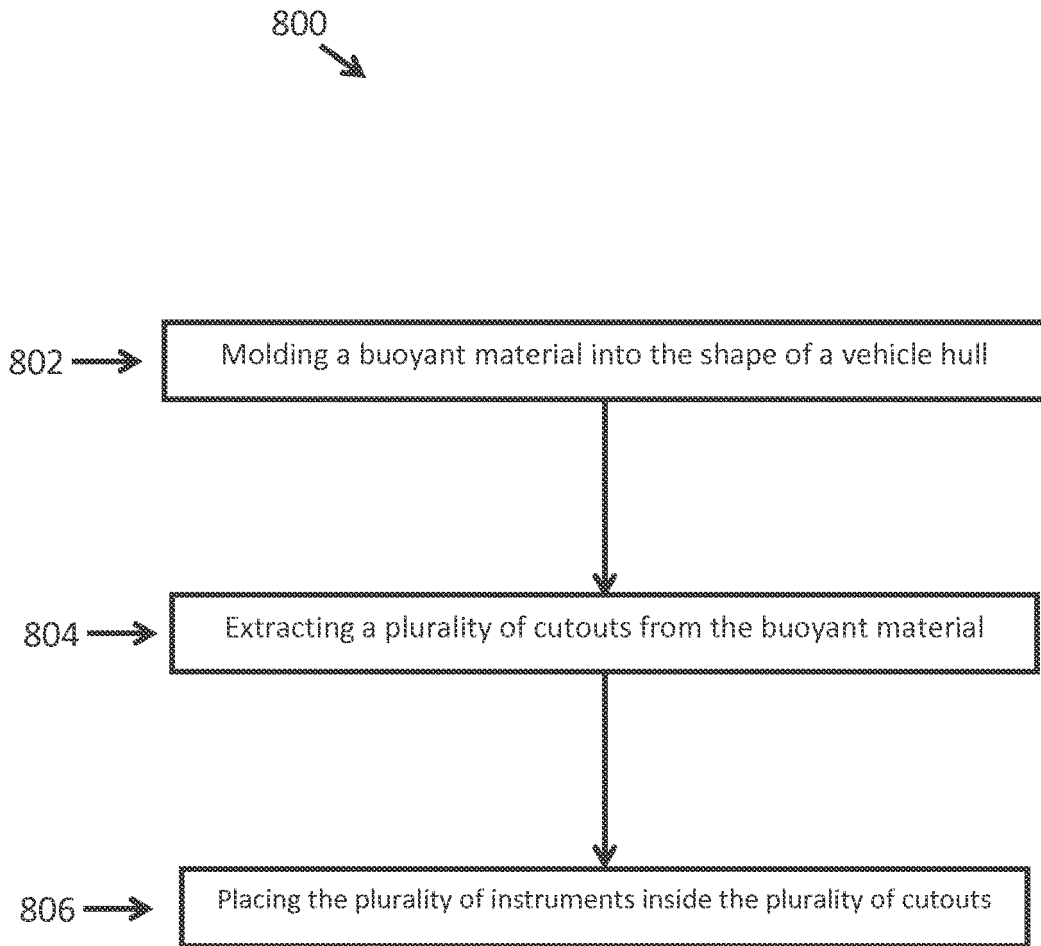 800
802
Molding a buoyant material into the shape of a vehicle hull
804
Extracting a plurality of cutouts from the buoyant material
806
Placing the plurality of instruments inside the plurality of cutouts